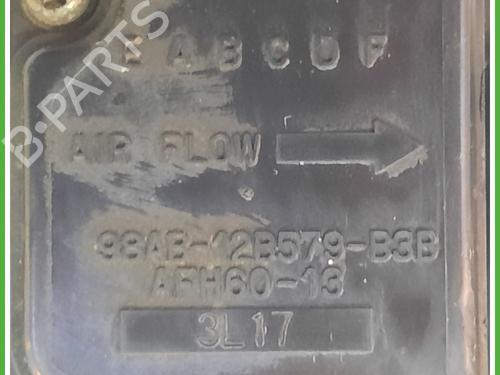 B-PARTS
E A B C D F
AIR FLOW
98AB-12B579-B3B
AFH60-13
3L17